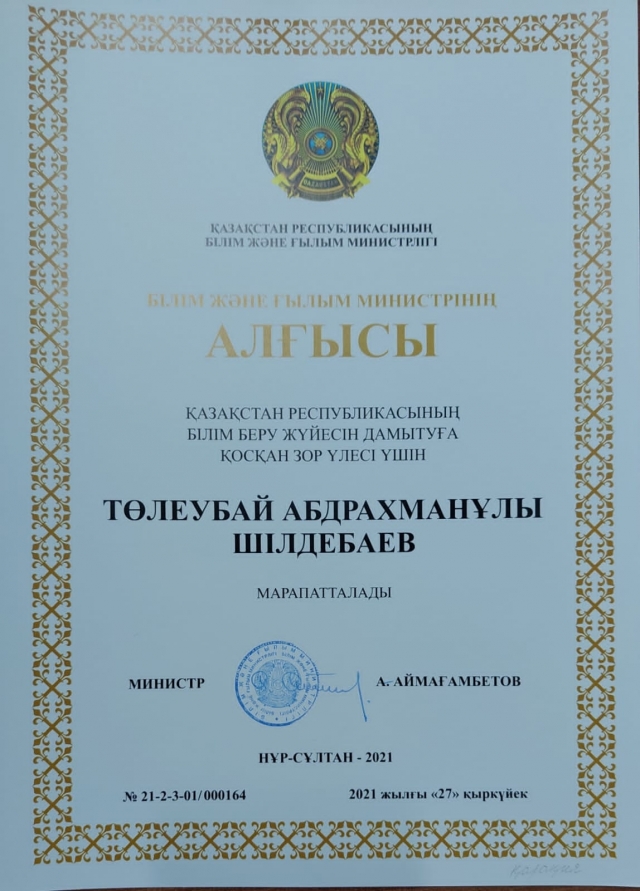 ҚАЗАҚСТАН
ҚАЗАҚСТАН РЕСПУБЛИКАСЫНЫҢ
БІЛІМ ЖӘНЕ ҒЫЛЫМ МИНИСТРЛІГІ
БІЛІМ ЖӘНЕ ҒЫЛЫМ МИНИСТРІНІҢ
АЛҒЫСЫ
ҚАЗАҚСТАН РЕСПУБЛИКАСЫНЫҢ
БІЛІМ БЕРУ ЖҮЙЕСІН ДАМЫТУҒА
ҚОСҚАН ЗОР ҮЛЕСІ ҮШІН
ТӨЛЕУБАЙ АБДРАХМАНҰЛЫ
ШІЛДЕБАЕВ
МАРАПАТТАЛАДЫ
МИНИСТР
А. АЙМАҒАМБЕТОВ
НҰР-СҰЛТАН - 2021
№ 21-2-3-01/000164
2021 жылғы «27» қыркүйек